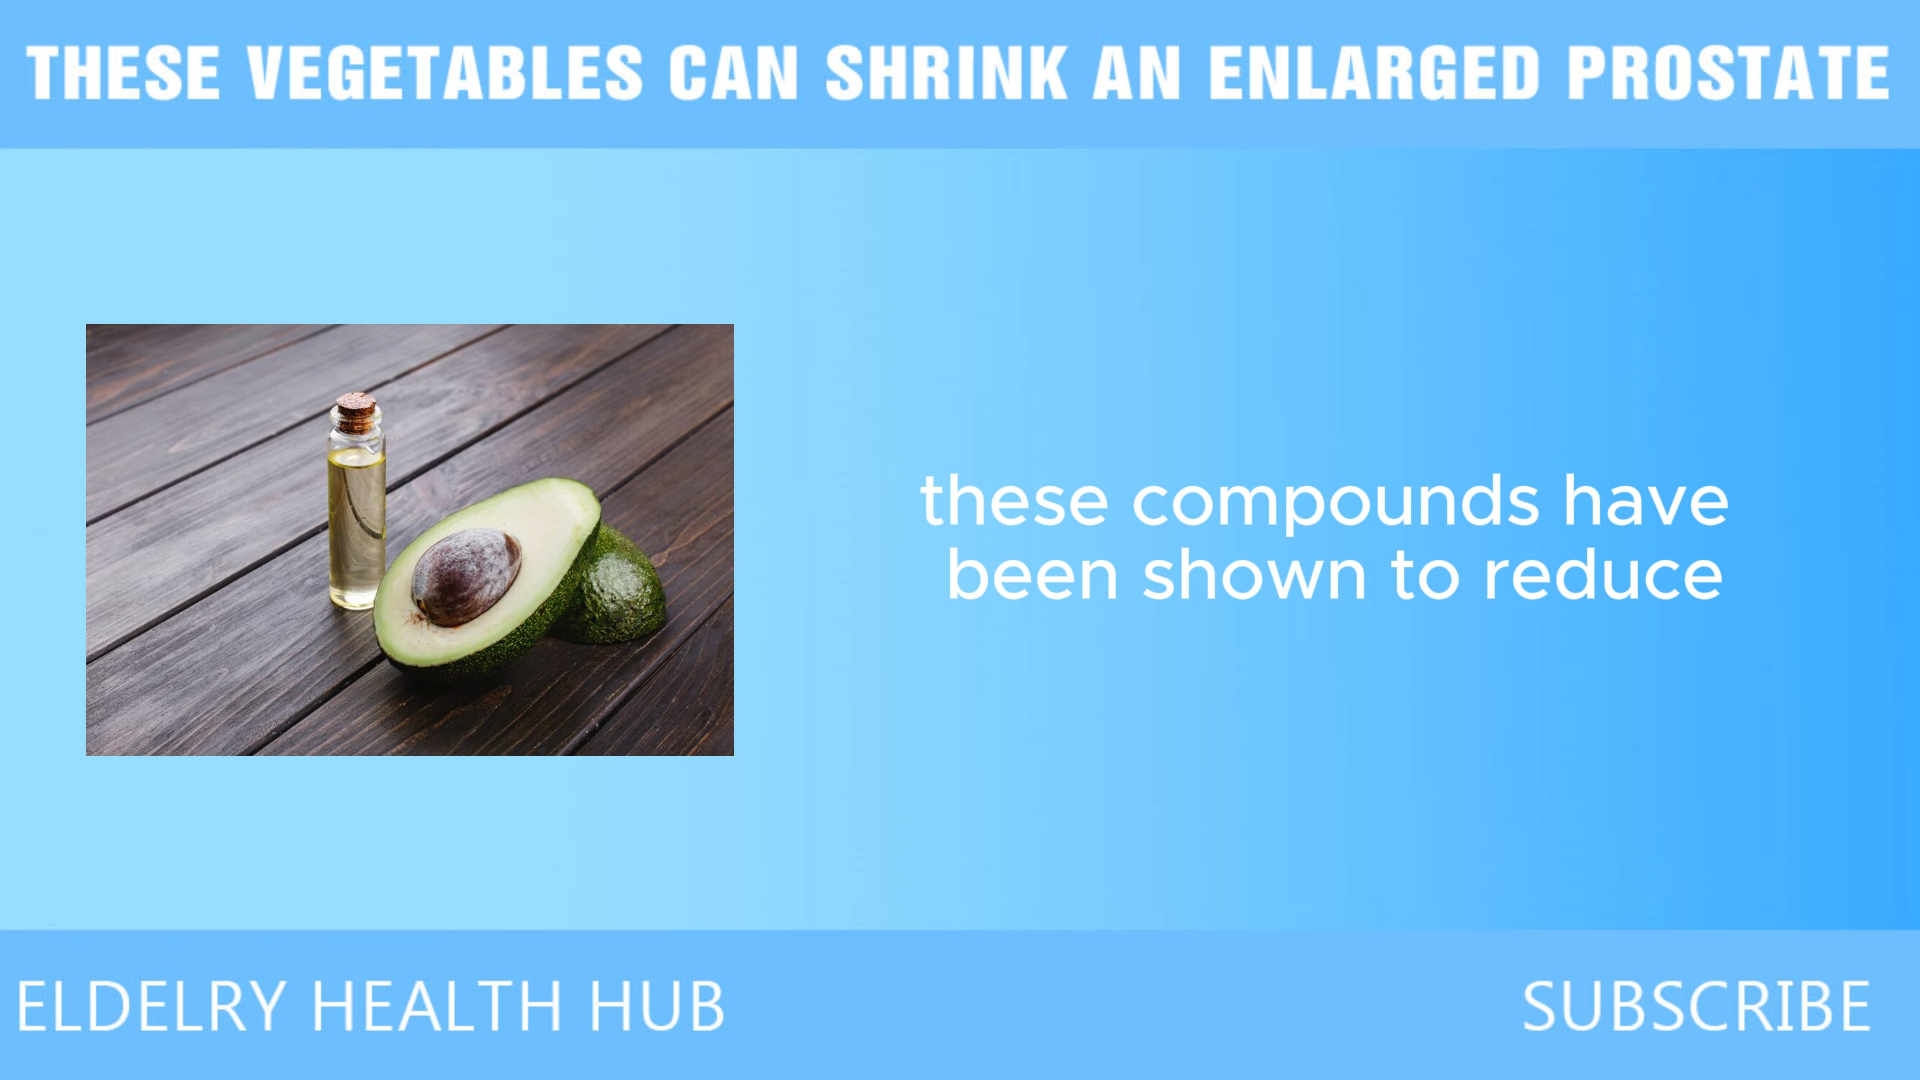 THESE VEGETABLES CAN SHRINK AN ENLARGED PROSTATE
these compounds have
been shown to reduce
ELDELRY HEALTH HUB
SUBSCRIBE